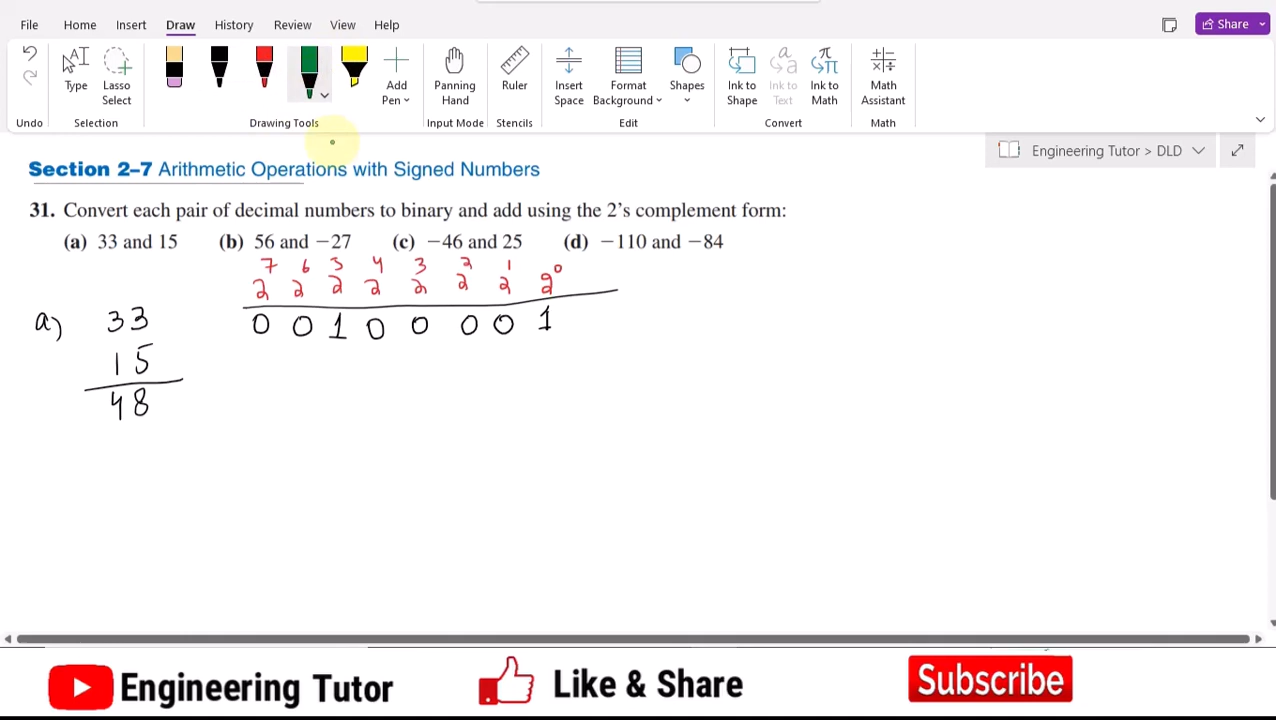 File Home Insert Draw History Review View Help
Share
Type Lasso Select
Add Pen
Panning Hand
Ruler
Insert Space
Format Background
Shapes
Ink to Shape
Ink to Text
Ink to Math
Math Assistant
Undo Selection Drawing Tools Input Mode Stencils Edit Convert Math
Engineering Tutor > DLD
Section 2–7 Arithmetic Operations with Signed Numbers
31. Convert each pair of decimal numbers to binary and add using the 2's complement form:
(a) 33 and 15 (b) 56 and −27 (c) −46 and 25 (d) −110 and −84
7 6 5 4 3 2 1 0
2 2 2 2 2 2 2 2
a) 33 0 0 1 0 0 0 0 1
15
48
Engineering Tutor Like & Share Subscribe